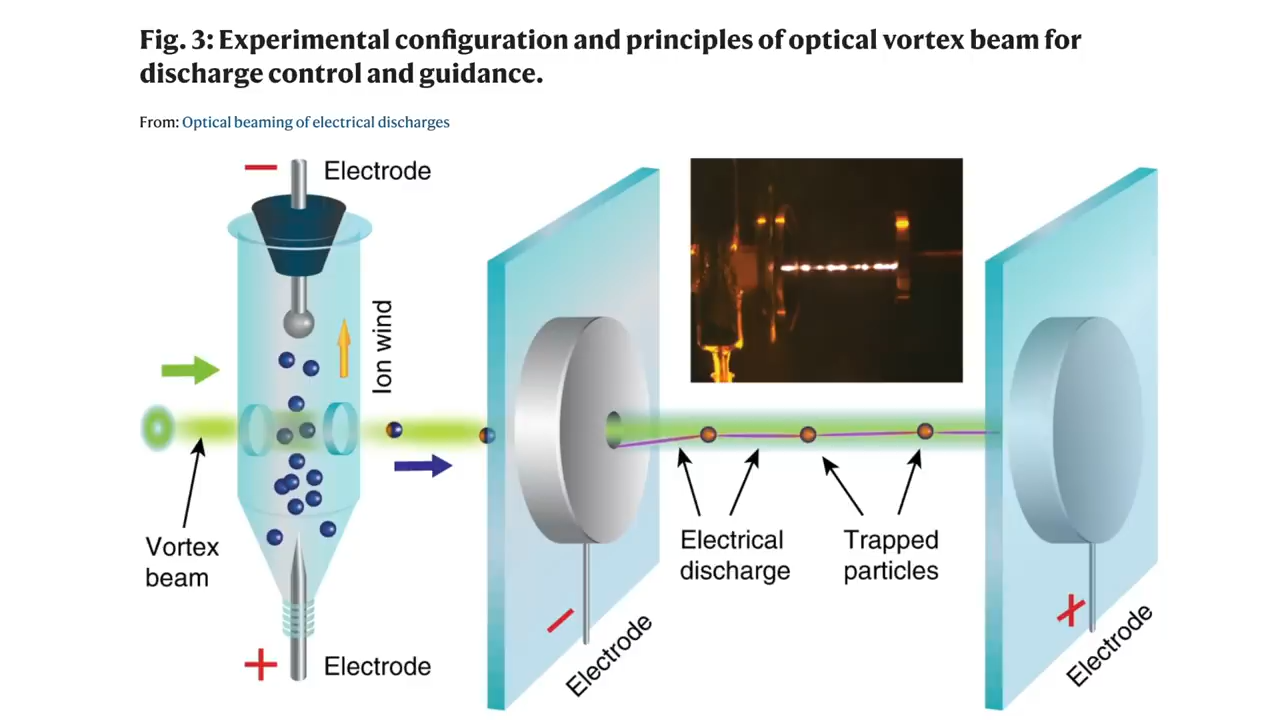 Fig. 3: Experimental configuration and principles of optical vortex beam for
discharge control and guidance.
From: Optical beaming of electrical discharges
− Electrode
Ion wind
Vortex
beam
+ Electrode
Electrical
discharge
Trapped
particles
− Electrode
+ Electrode